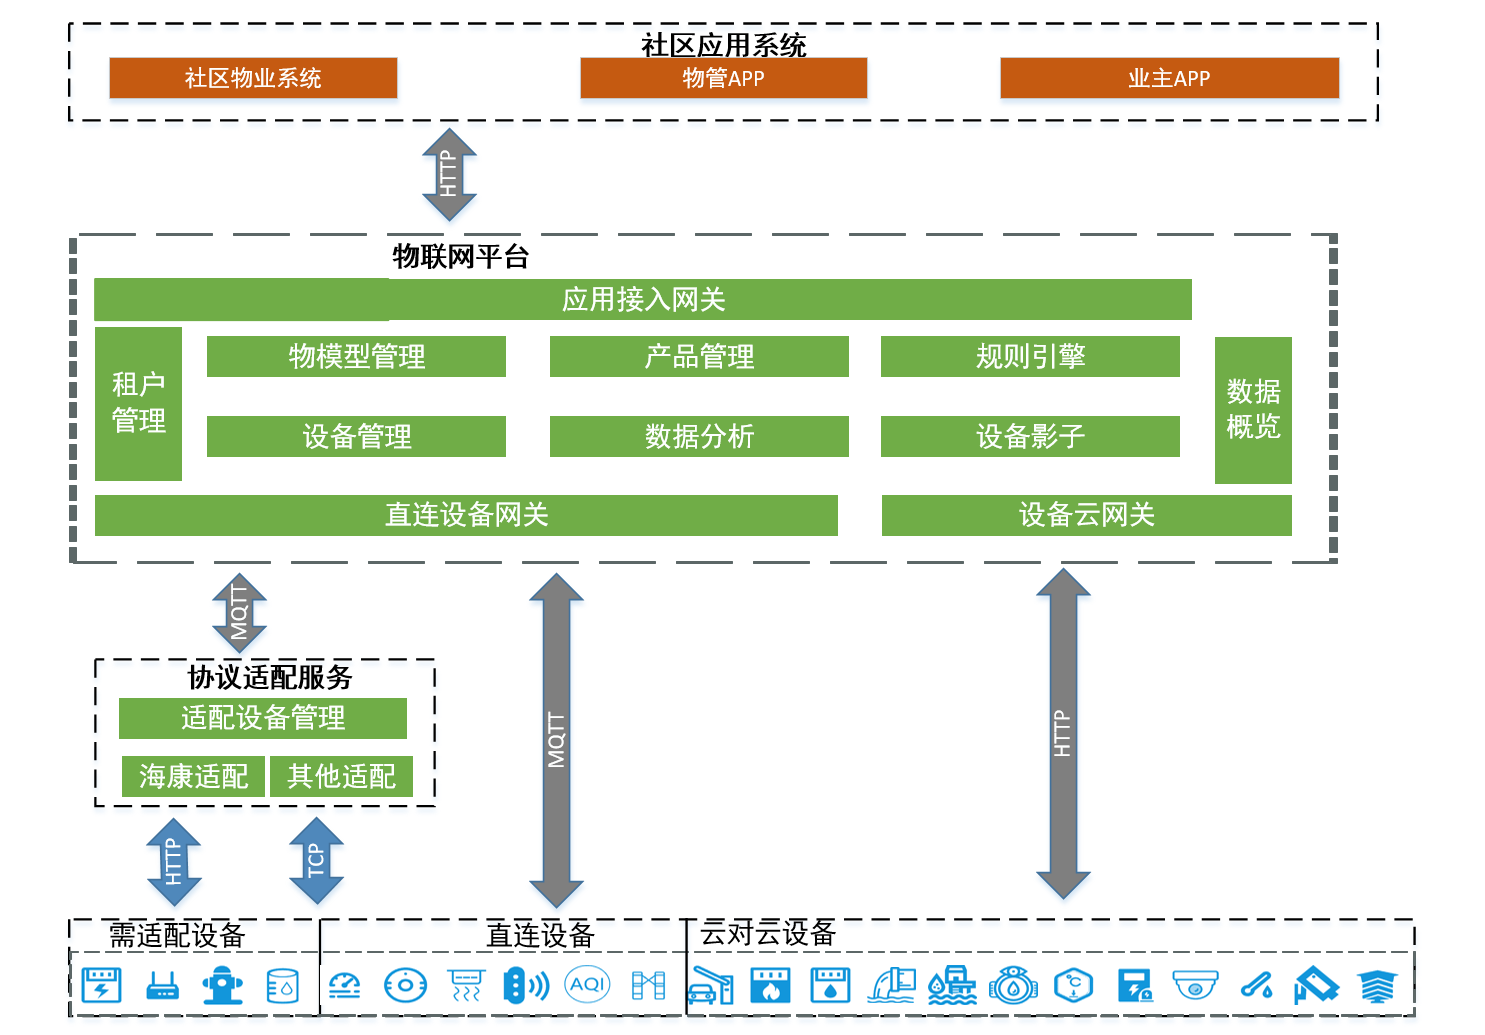 社区应用系统
社区物业系统
物管APP
业主APP
HTTP
物联网平台
应用接入网关
租户
管理
物模型管理
产品管理
规则引擎
数据
概览
设备管理
数据分析
设备影子
直连设备网关
设备云网关
MQTT
MQTT
HTTP
协议适配服务
适配设备管理
海康适配
其他适配
HTTP
TCP
需适配设备
直连设备
云对云设备
AQI
°C